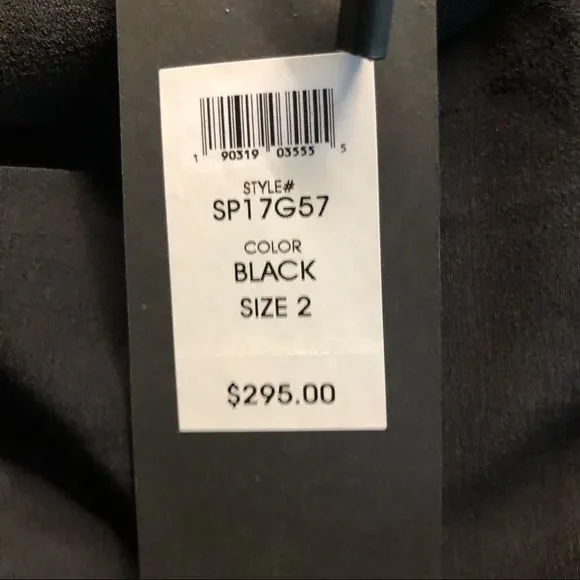 1 90319 03555 5
STYLE#
SP17G57
COLOR
BLACK
SIZE 2
$295.00